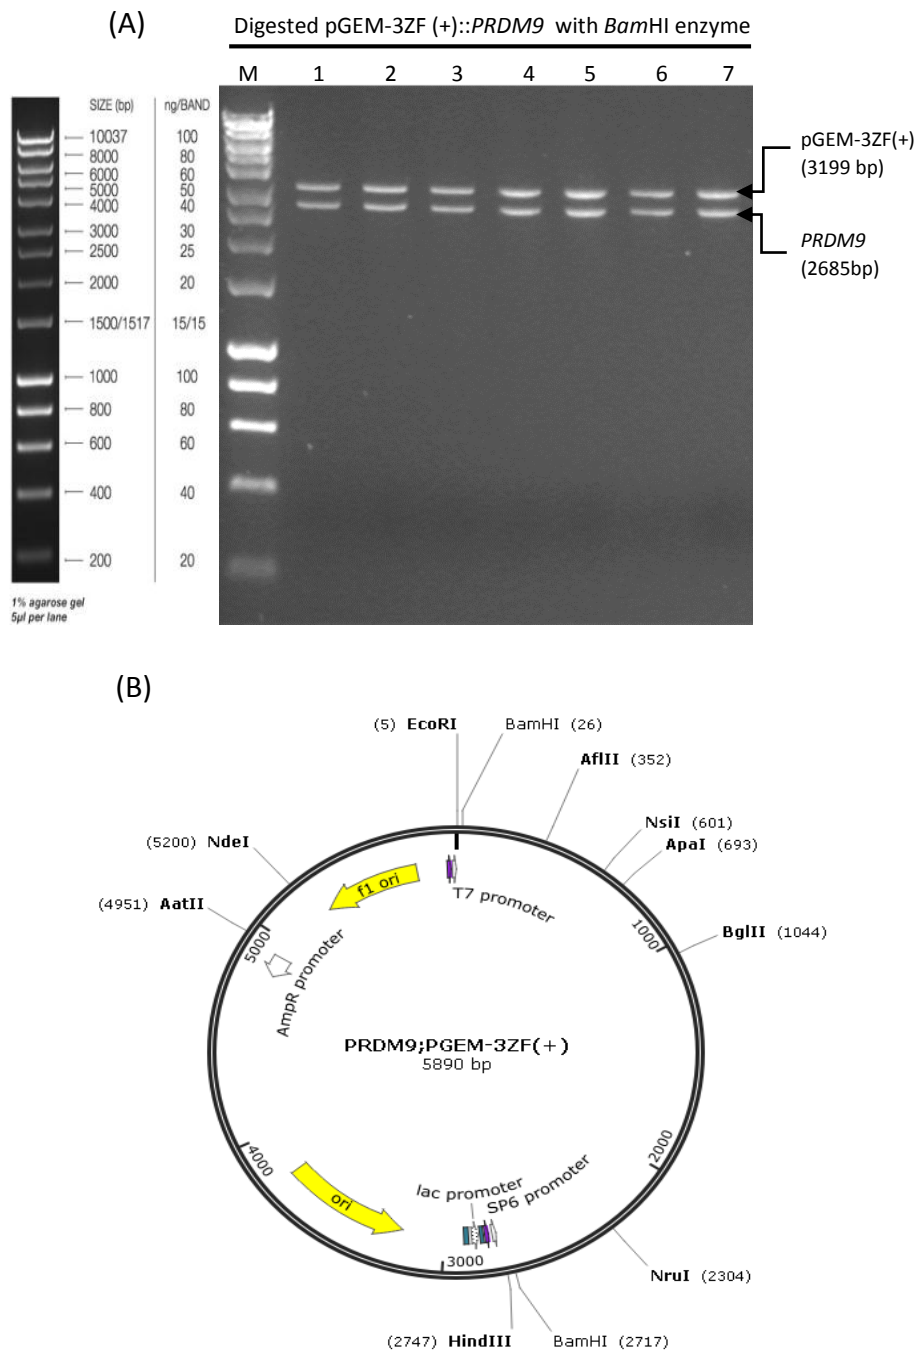 (A)
Digested pGEM-3ZF (+)::PRDM9 with BamHI enzyme
M 1 2 3 4 5 6 7
SIZE (bp) ng/BAND
10037 100
8000 80
6000 60
5000 50
4000 40
3000 30
2500 25
2000 20
1500/1517 15/15
1000 100
800 80
600 60
400 40
200 20
1% agarose gel
5µl per lane
pGEM-3ZF(+)
(3199 bp)
PRDM9
(2685bp)
(B)
(5) EcoRI
BamHI (26)
AflII (352)
NsiI (601)
ApaI (693)
BglII (1044)
(5200) NdeI
(4951) AatII
f1 ori
T7 promoter
5000
1000
AmpR promoter
PRDM9;PGEM-3ZF(+)
5890 bp
4000
2000
ori
lac promoter
SP6 promoter
3000
NruI (2304)
(2747) HindIII
BamHI (2717)